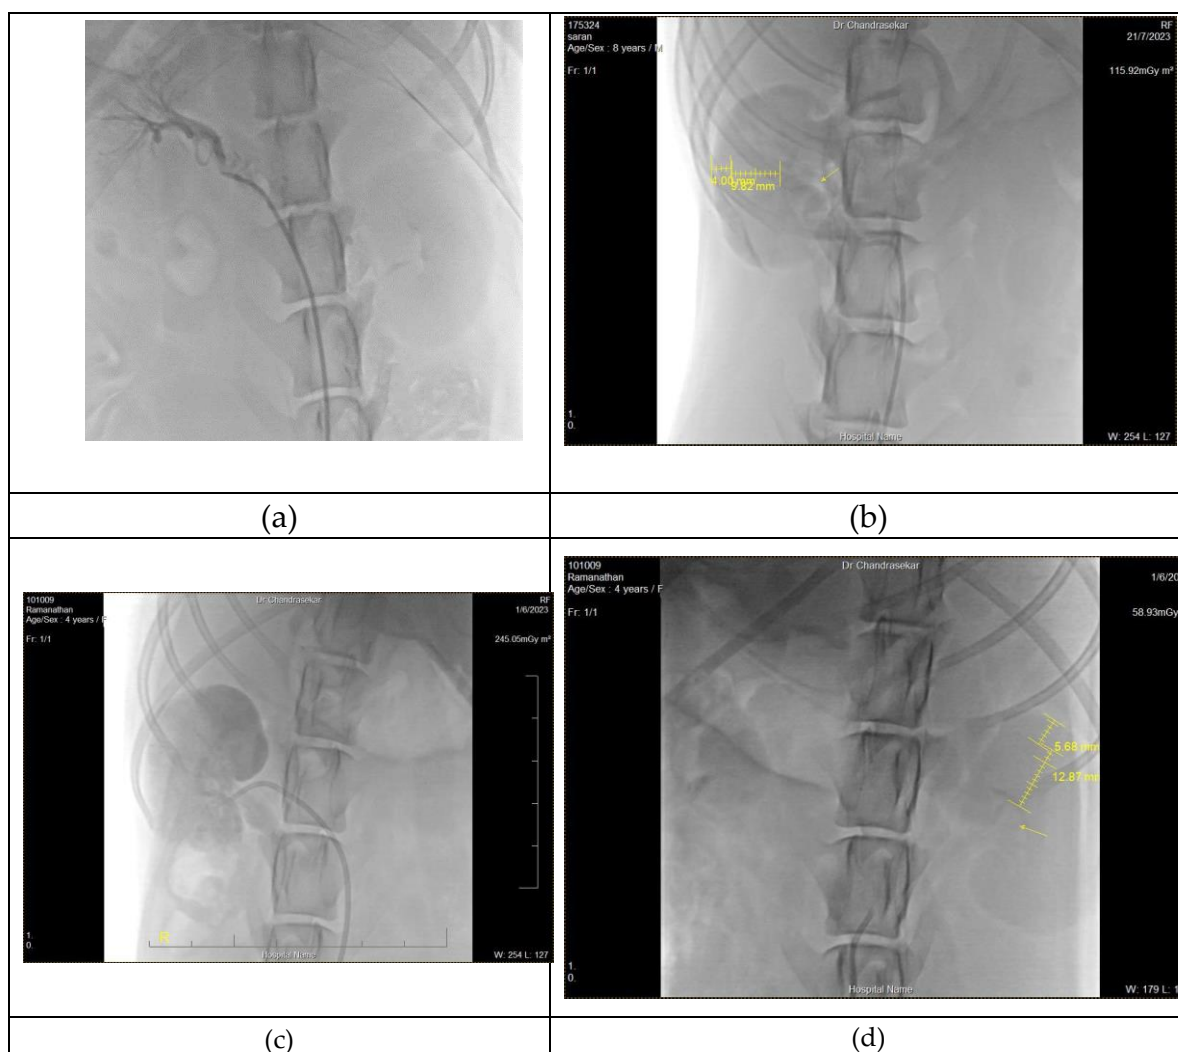 175324
saran
Age/Sex : 8 years / M
Fr: 1/1
Dr Chandrasekar
RF
21/7/2023
115.92mGy m²
4.00 mm
9.82 mm
1.
0.
Hospital Name
W: 254 L: 127
(a)
(b)
101009
Ramanathan
Age/Sex : 4 years / F
Fr: 1/1
Dr Chandrasekar
RF
1/6/2023
245.05mGy m²
R
1.
0.
Hospital Name
W: 254 L: 127
101009
Ramanathan
Age/Sex : 4 years / F
Fr: 1/1
Dr Chandrasekar
1/6/20
58.93mGy
5.68 mm
12.87 mm
1.
0.
Hospital Name
W: 179 L: 1
(c)
(d)